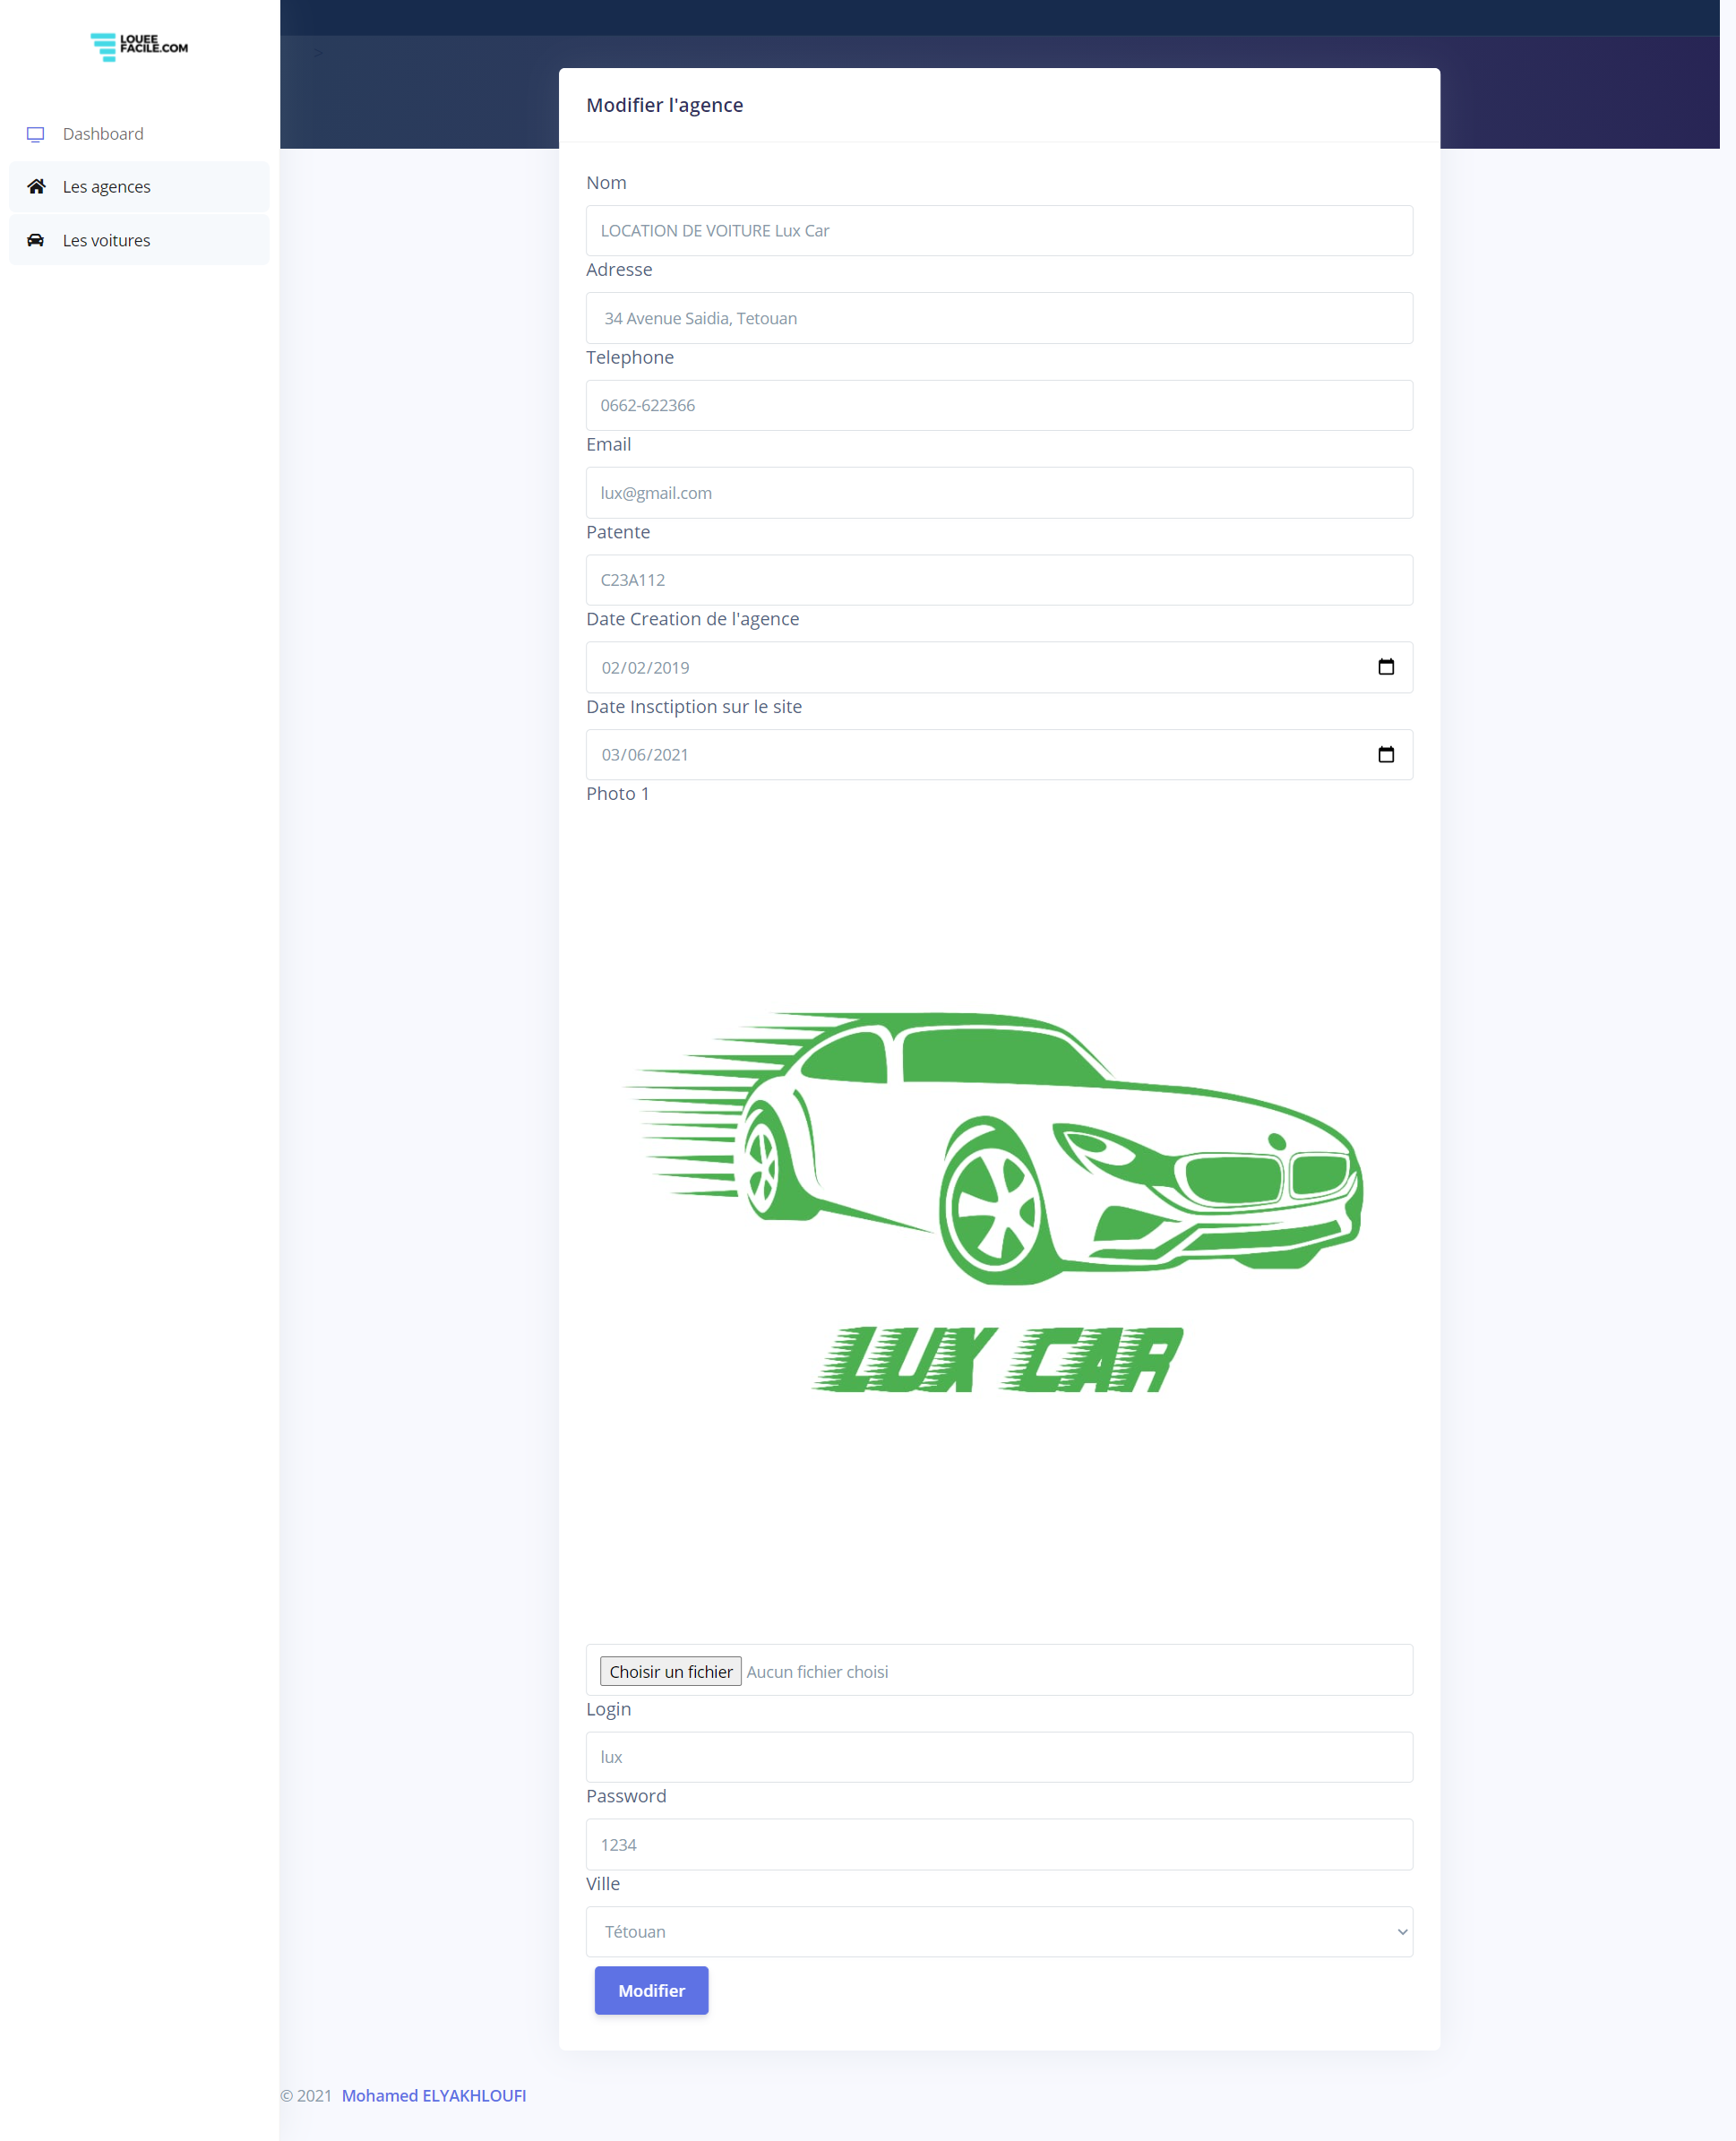 LOUEE
FACILE.COM
Dashboard
Les agences
Les voitures
>
Modifier l'agence
Nom
LOCATION DE VOITURE Lux Car
Adresse
34 Avenue Saidia, Tetouan
Telephone
0662-622366
Email
lux@gmail.com
Patente
C23A112
Date Creation de l'agence
02/02/2019
Date Insctiption sur le site
03/06/2021
Photo 1
LUX CAR
Choisir un fichier Aucun fichier choisi
Login
lux
Password
1234
Ville
Tétouan
Modifier
© 2021 Mohamed ELYAKHLOUFI